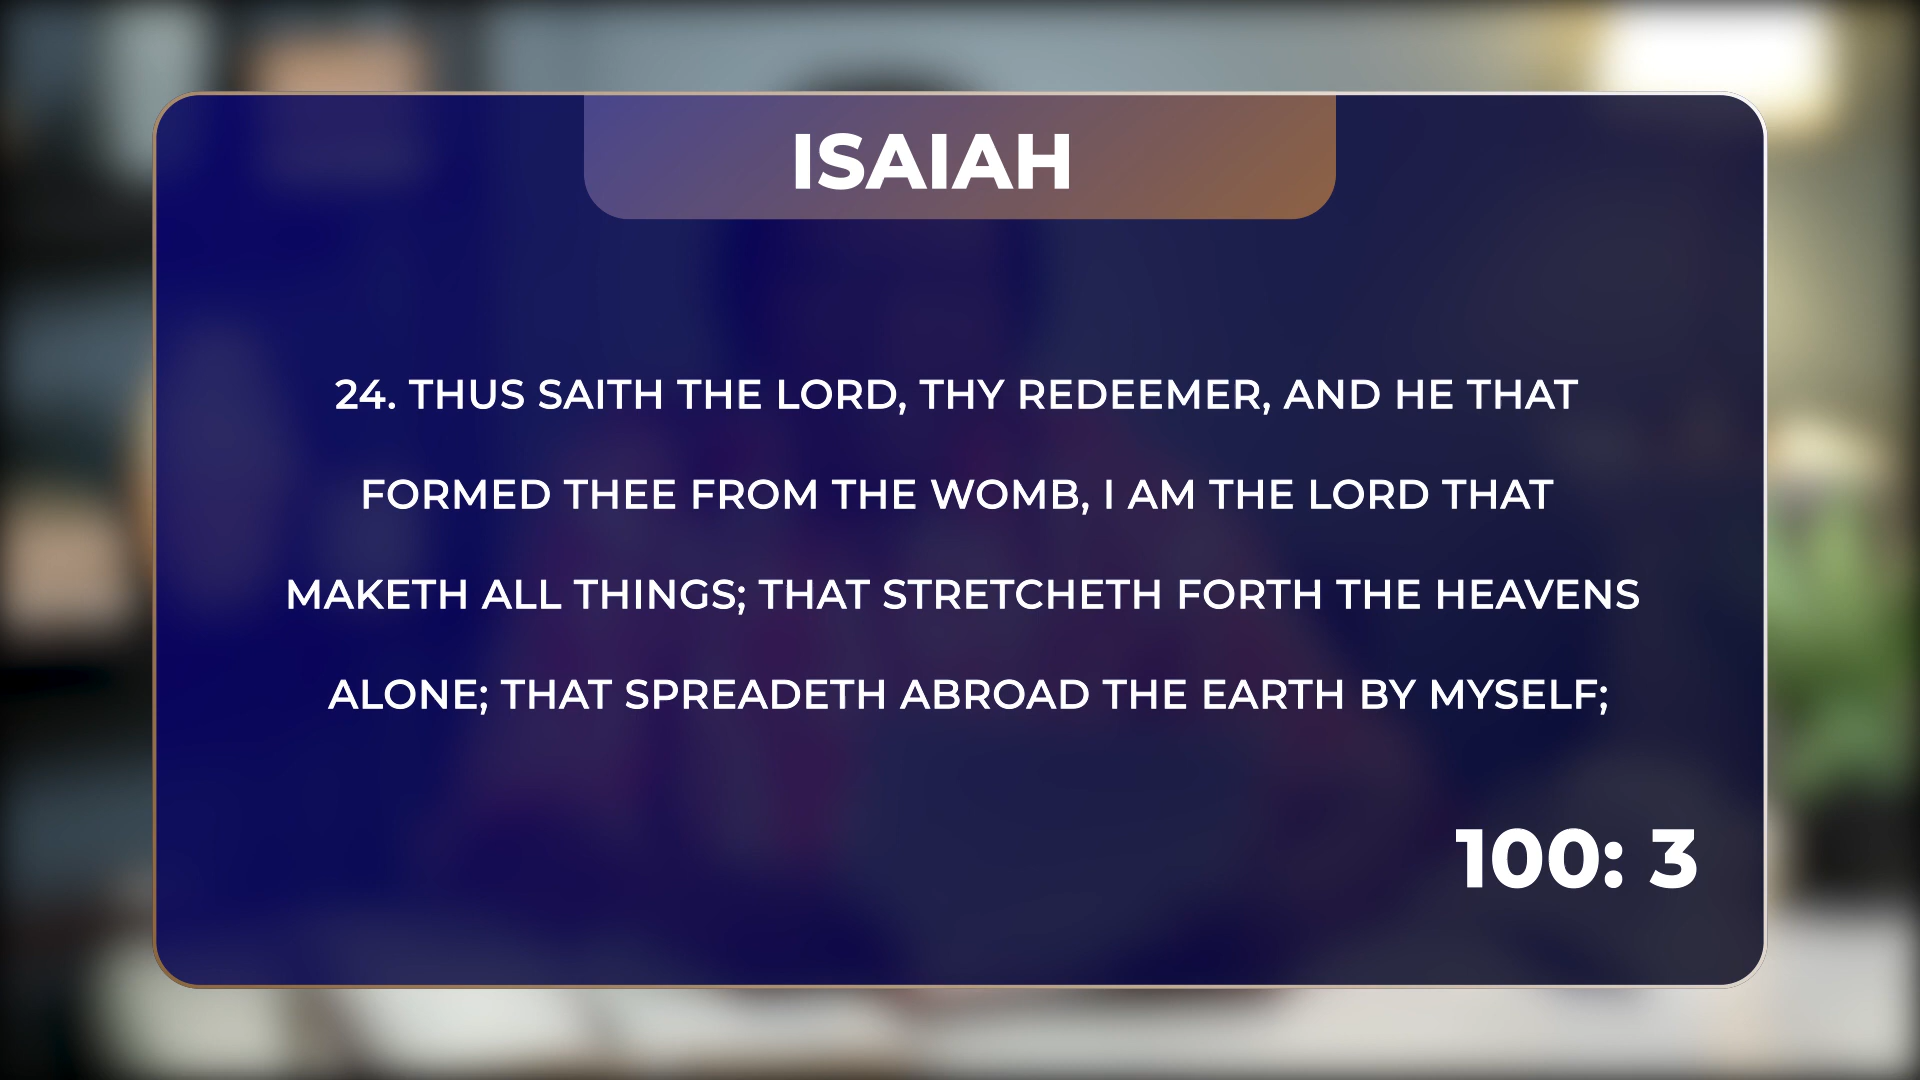 ISAIAH
24. THUS SAITH THE LORD, THY REDEEMER, AND HE THAT
FORMED THEE FROM THE WOMB, I AM THE LORD THAT
MAKETH ALL THINGS; THAT STRETCHETH FORTH THE HEAVENS
ALONE; THAT SPREADETH ABROAD THE EARTH BY MYSELF;
100: 3